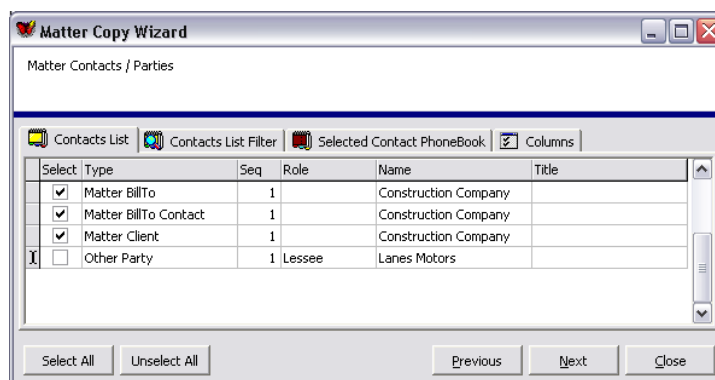 Matter Copy Wizard
Matter Contacts / Parties
Contacts List Contacts List Filter Selected Contact PhoneBook Columns
Select Type Seq Role Name Title
Matter BillTo 1 Construction Company
Matter BillTo Contact 1 Construction Company
Matter Client 1 Construction Company
Other Party 1 Lessee Lanes Motors
Select All Unselect All Previous Next Close